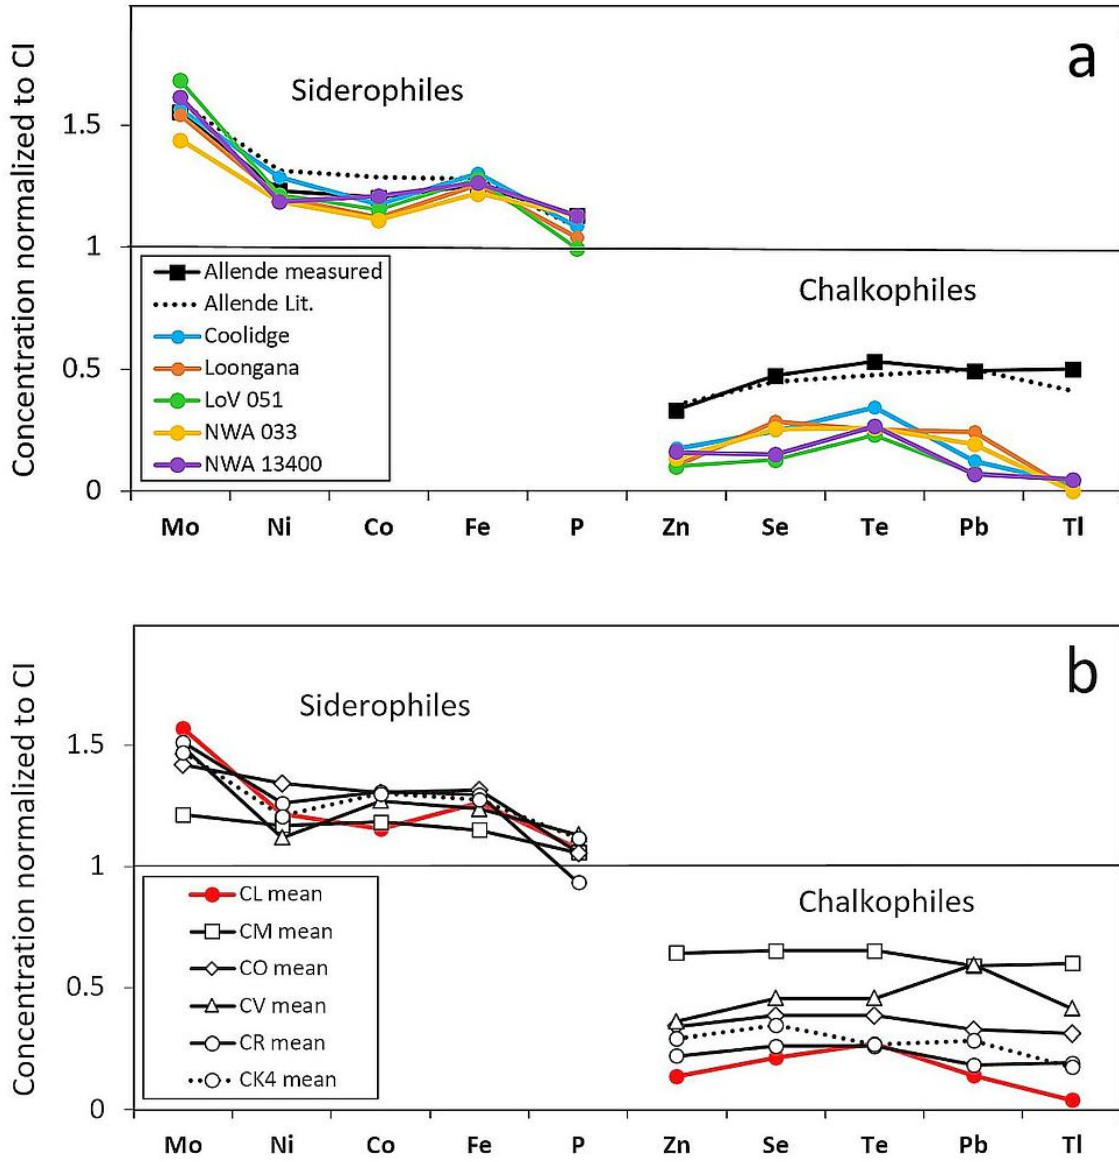 a
Concentration normalized to CI
Siderophiles
1.5
1
Allende measured
Allende Lit.
Coolidge
Loongana
LoV 051
NWA 033
NWA 13400
Chalkophiles
0.5
0
Mo Ni Co Fe P Zn Se Te Pb Tl
b
Concentration normalized to CI
Siderophiles
1.5
1
CL mean
CM mean
CO mean
CV mean
CR mean
CK4 mean
Chalkophiles
0.5
0
Mo Ni Co Fe P Zn Se Te Pb Tl